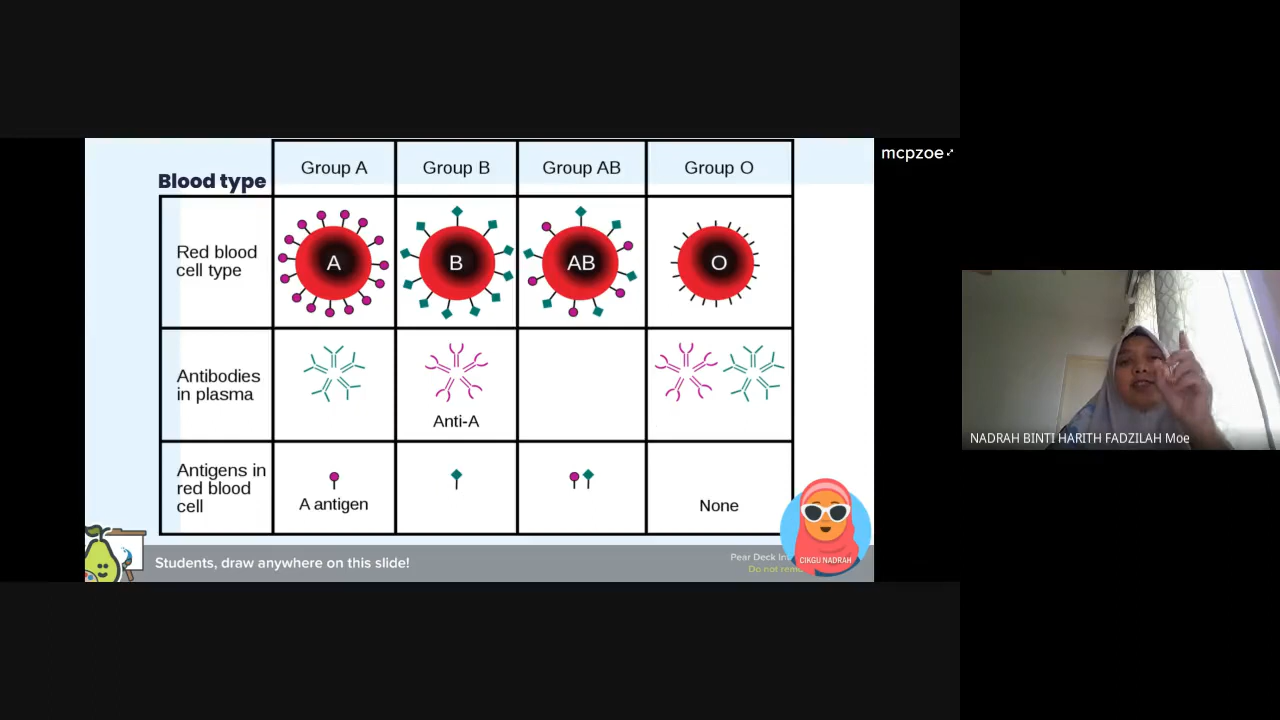 mcpzoe
Blood type
Group A
Group B
Group AB
Group O
Red blood
cell type
A
B
AB
O
Antibodies
in plasma
Anti-A
Antigens in
red blood
cell
A antigen
None
Students, draw anywhere on this slide!
Pear Deck
Do not
CIKGU NADRAH
NADRAH BINTI HARITH FADZILAH Moe